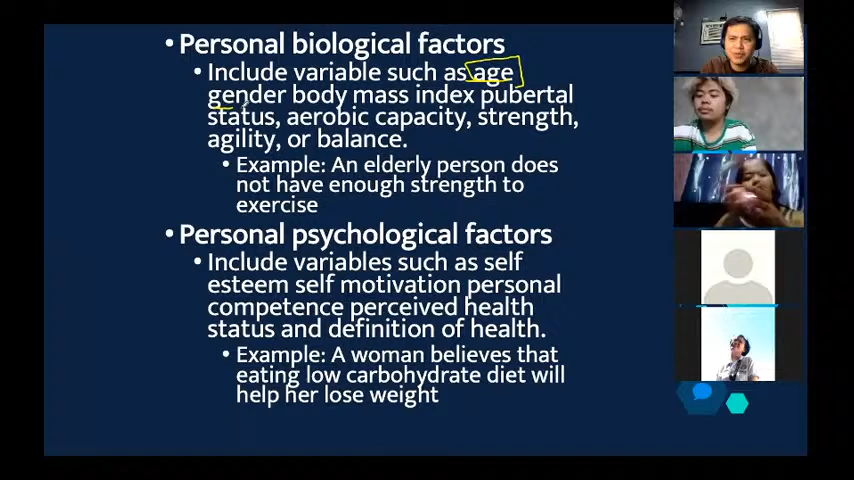 • Personal biological factors
• Include variable such as age
gender body mass index pubertal
status, aerobic capacity, strength,
agility, or balance.
• Example: An elderly person does
not have enough strength to
exercise
• Personal psychological factors
• Include variables such as self
esteem self motivation personal
competence perceived health
status and definition of health.
• Example: A woman believes that
eating low carbohydrate diet will
help her lose weight